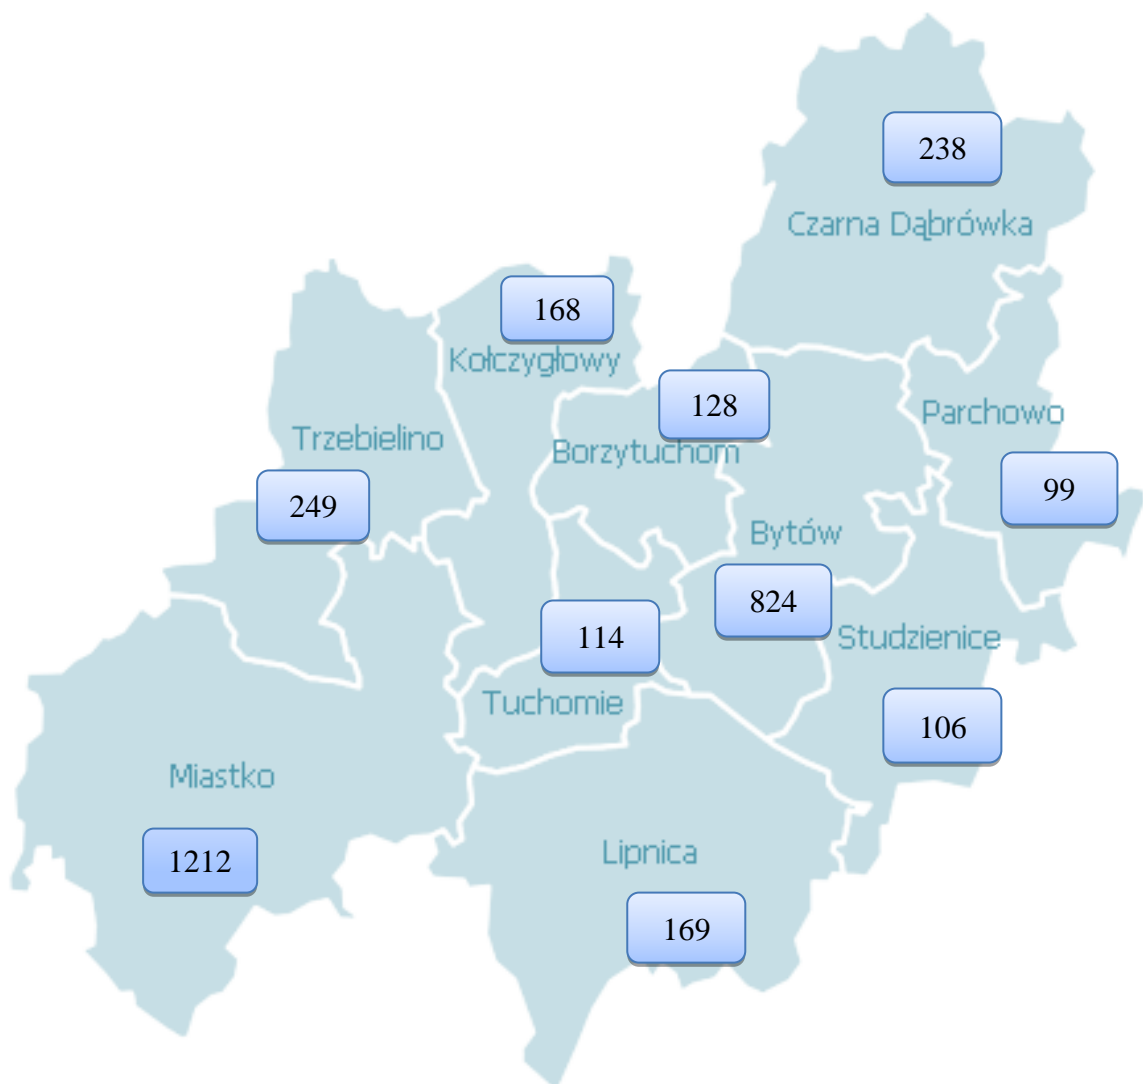 238
Czarna Dąbrówka
168
Kołczygłowy
128
Parchowo
Trzebielino
Borzytuchom
99
249
Bytów
824
114
Studzienice
Tuchomie
106
Miastko
1212
Lipnica
169